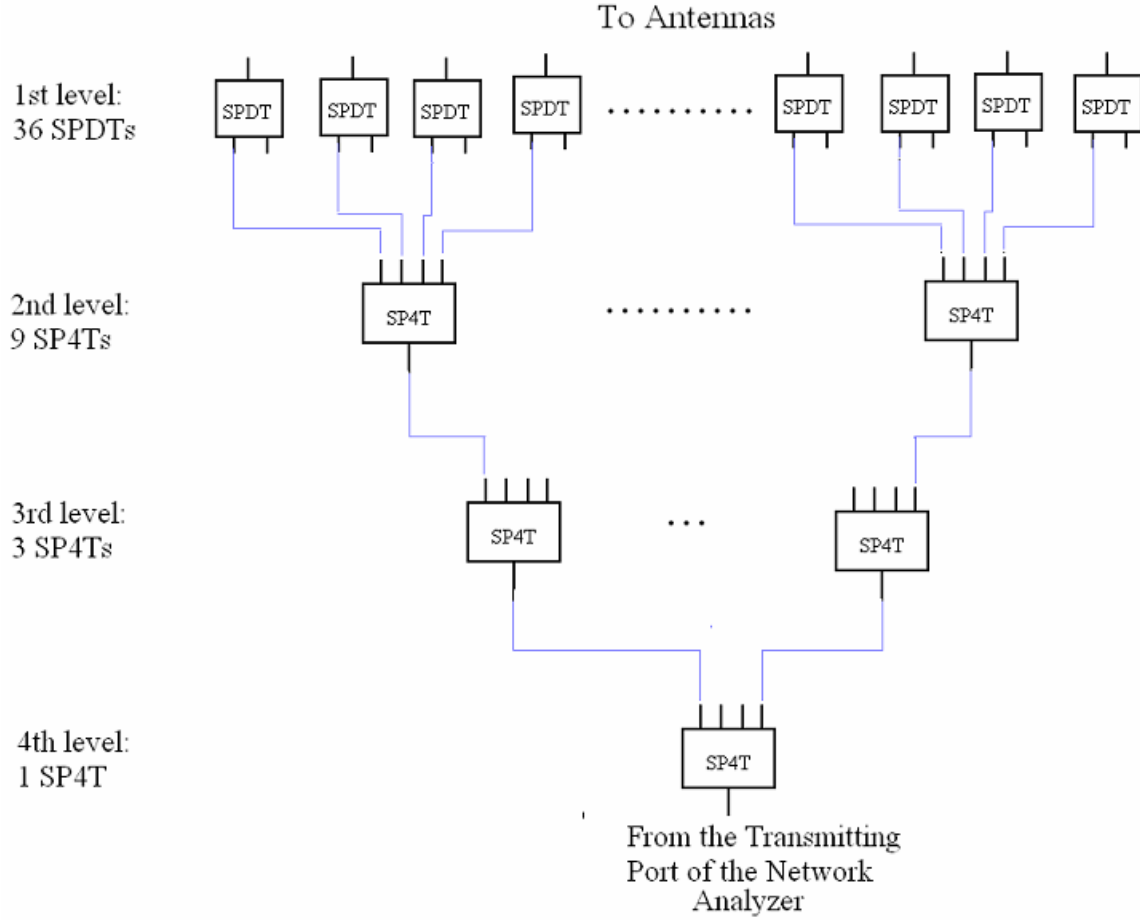 To Antennas
1st level:
36 SPDTs
SPDT SPDT SPDT SPDT .......... SPDT SPDT SPDT SPDT
2nd level:
9 SP4Ts
SP4T .......... SP4T
3rd level:
3 SP4Ts
SP4T ... SP4T
4th level:
1 SP4T
SP4T
From the Transmitting
Port of the Network
Analyzer